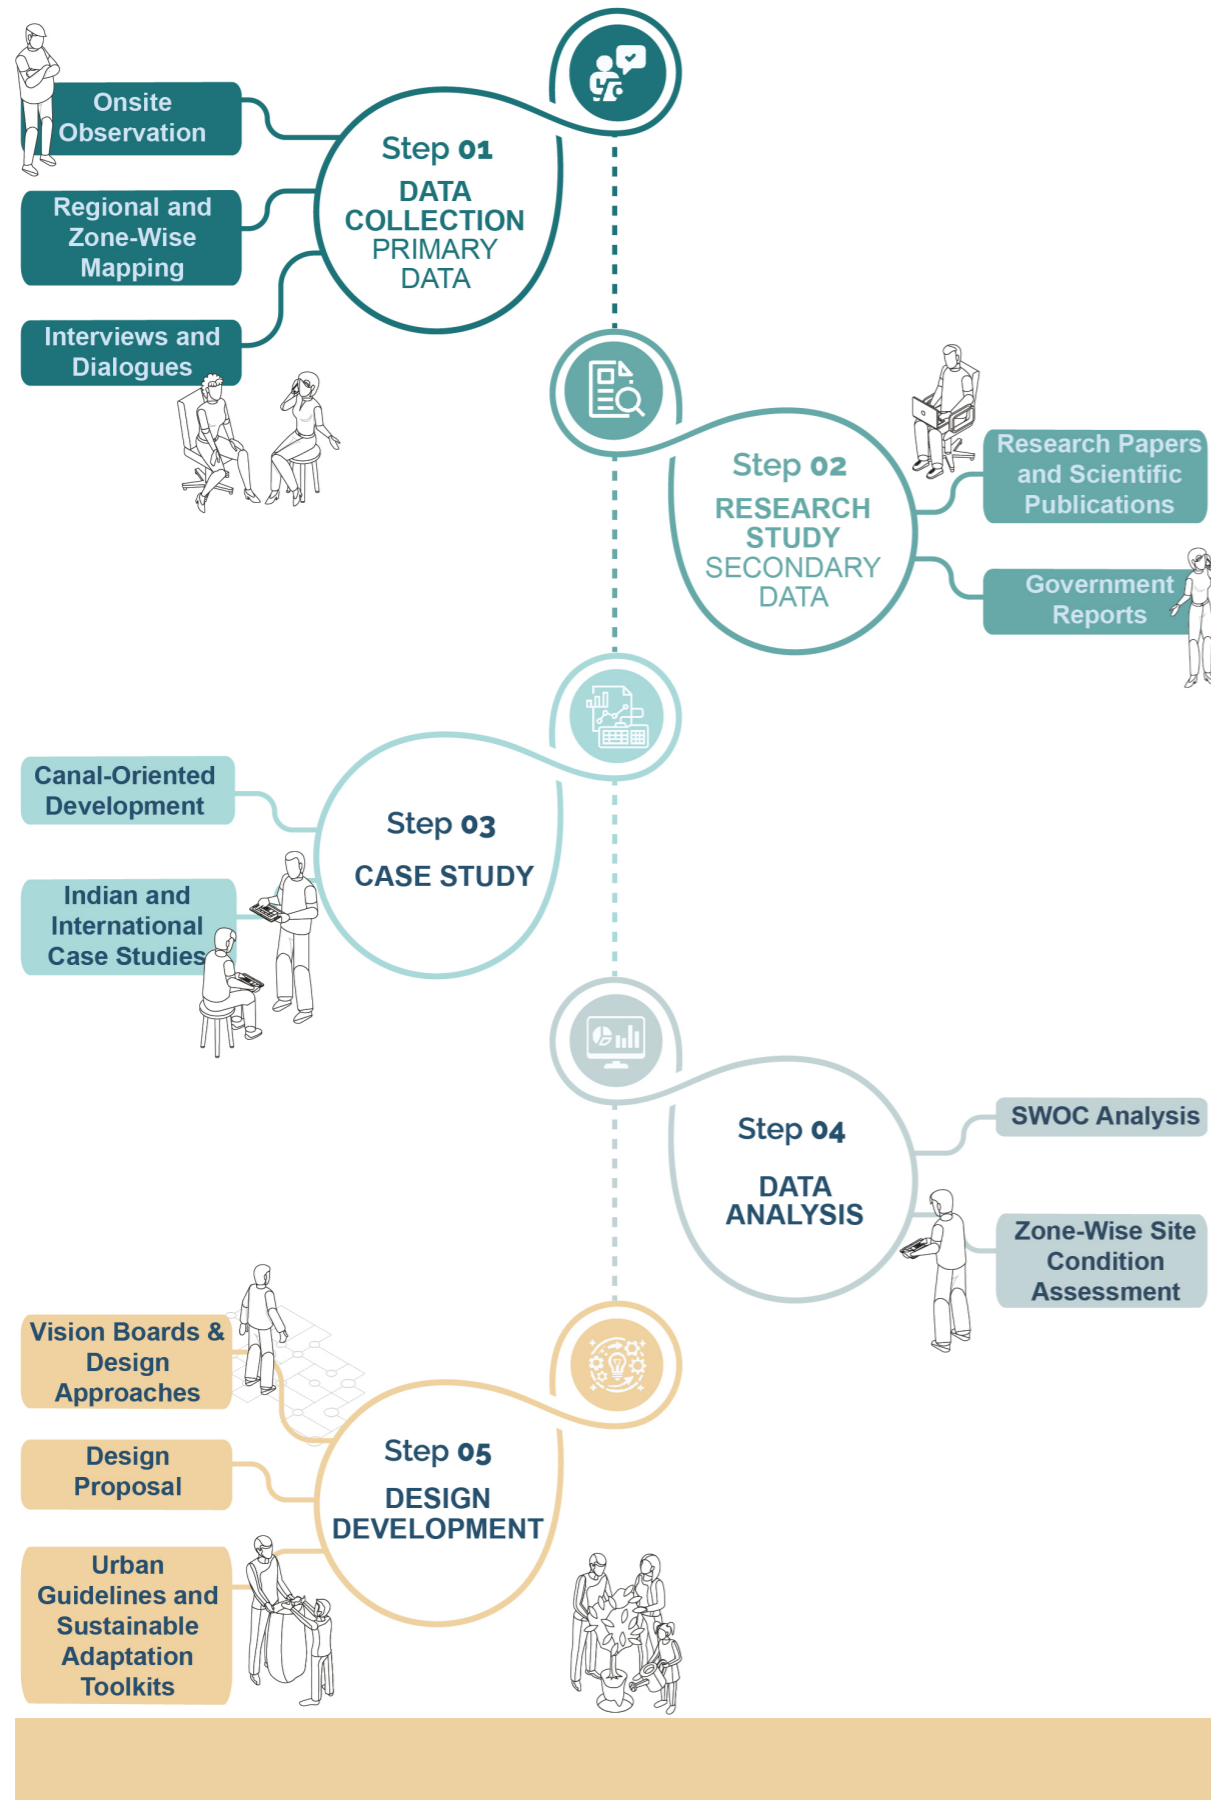 Onsite
Observation
Regional and
Zone-Wise
Mapping
Interviews and
Dialogues
Step 01
DATA
COLLECTION
PRIMARY
DATA
Step 02
RESEARCH
STUDY
SECONDARY
DATA
Research Papers
and Scientific
Publications
Government
Reports
Canal-Oriented
Development
Indian and
International
Case Studies
Step 03
CASE STUDY
Step 04
DATA
ANALYSIS
SWOC Analysis
Zone-Wise Site
Condition
Assessment
Vision Boards &
Design
Approaches
Design
Proposal
Urban
Guidelines and
Sustainable
Adaptation
Toolkits
Step 05
DESIGN
DEVELOPMENT